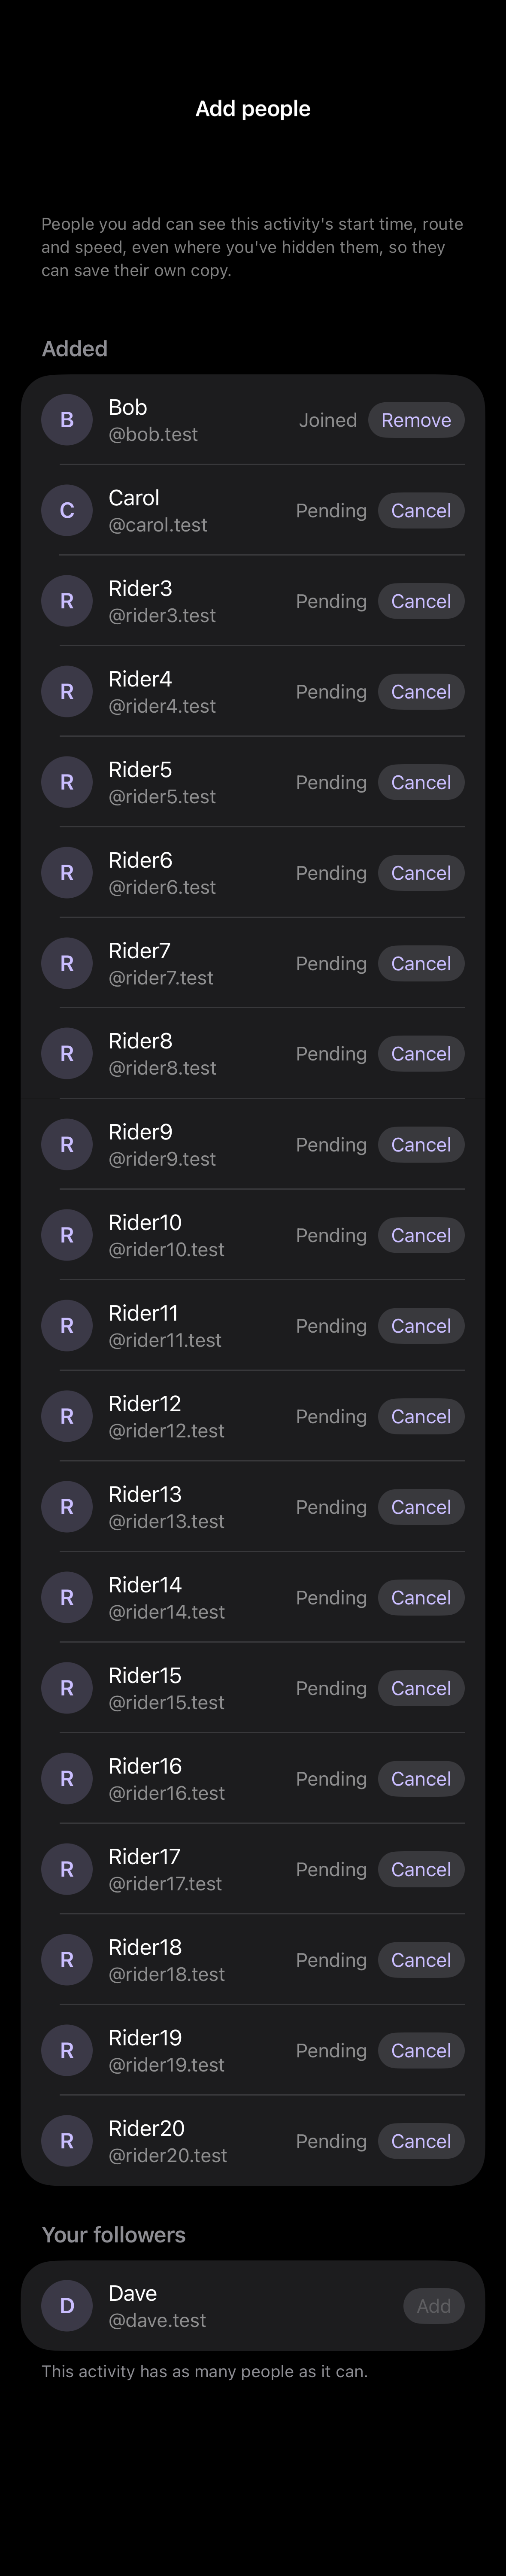 Add people
People you add can see this activity's start time, route
and speed, even where you've hidden them, so they
can save their own copy.
Added
B
Bob
@bob.test
Joined
Remove
C
Carol
@carol.test
Pending
Cancel
R
Rider3
@rider3.test
Pending
Cancel
R
Rider4
@rider4.test
Pending
Cancel
R
Rider5
@rider5.test
Pending
Cancel
R
Rider6
@rider6.test
Pending
Cancel
R
Rider7
@rider7.test
Pending
Cancel
R
Rider8
@rider8.test
Pending
Cancel
R
Rider9
@rider9.test
Pending
Cancel
R
Rider10
@rider10.test
Pending
Cancel
R
Rider11
@rider11.test
Pending
Cancel
R
Rider12
@rider12.test
Pending
Cancel
R
Rider13
@rider13.test
Pending
Cancel
R
Rider14
@rider14.test
Pending
Cancel
R
Rider15
@rider15.test
Pending
Cancel
R
Rider16
@rider16.test
Pending
Cancel
R
Rider17
@rider17.test
Pending
Cancel
R
Rider18
@rider18.test
Pending
Cancel
R
Rider19
@rider19.test
Pending
Cancel
R
Rider20
@rider20.test
Pending
Cancel
Your followers
D
Dave
@dave.test
Add
This activity has as many people as it can.